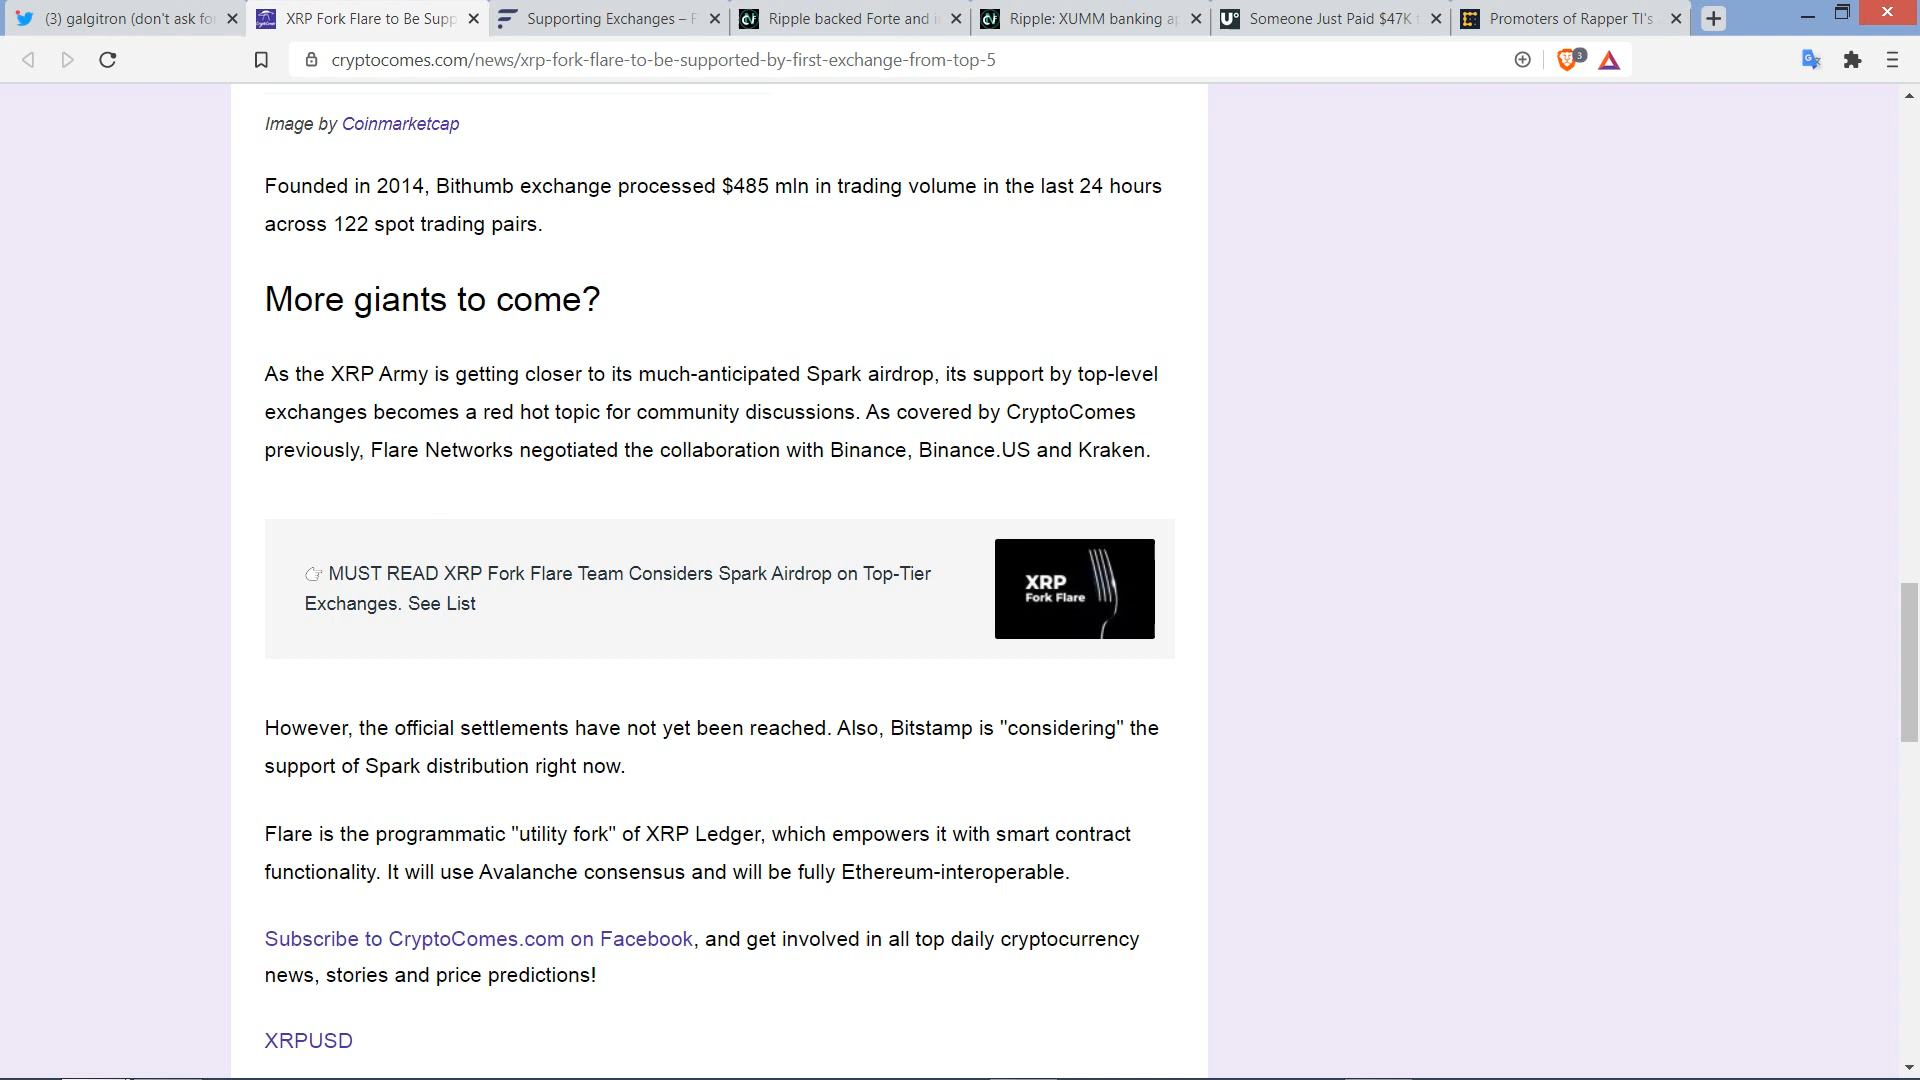 (3) galgitron (don't ask fo
XRP Fork Flare to Be Supp
Supporting Exchanges – F
Ripple backed Forte and i
Ripple: XUMM banking ap
Someone Just Paid $47K t
Promoters of Rapper TI's
cryptocomes.com/news/xrp-fork-flare-to-be-supported-by-first-exchange-from-top-5
3
Image by Coinmarketcap
Founded in 2014, Bithumb exchange processed $485 mln in trading volume in the last 24 hours
across 122 spot trading pairs.
More giants to come?
As the XRP Army is getting closer to its much-anticipated Spark airdrop, its support by top-level
exchanges becomes a red hot topic for community discussions. As covered by CryptoComes
previously, Flare Networks negotiated the collaboration with Binance, Binance.US and Kraken.
👉 MUST READ XRP Fork Flare Team Considers Spark Airdrop on Top-Tier
Exchanges. See List
XRP
Fork Flare
However, the official settlements have not yet been reached. Also, Bitstamp is "considering" the
support of Spark distribution right now.
Flare is the programmatic "utility fork" of XRP Ledger, which empowers it with smart contract
functionality. It will use Avalanche consensus and will be fully Ethereum-interoperable.
Subscribe to CryptoComes.com on Facebook, and get involved in all top daily cryptocurrency
news, stories and price predictions!
XRPUSD